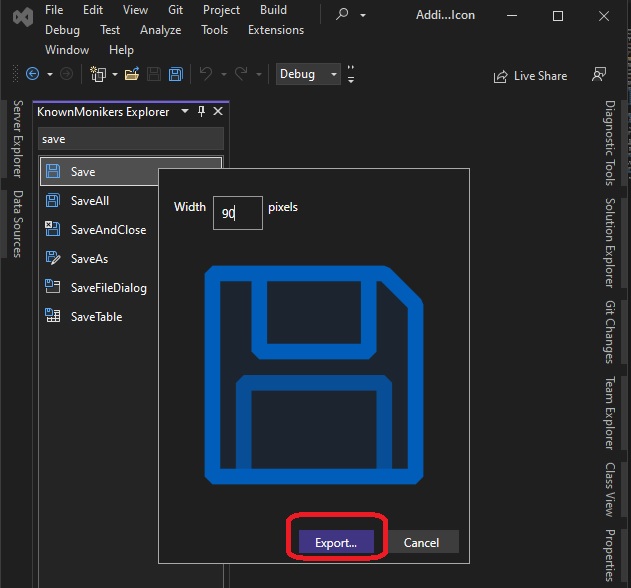 File Edit View Git Project Build
Debug Test Analyze Tools Extensions
Window Help
Addi...Icon
Debug
Live Share
Server Explorer
Data Sources
KnownMonikers Explorer
save
Save
SaveAll
SaveAndClose
SaveAs
SaveFileDialog
SaveTable
Width 90 pixels
Export... Cancel
Diagnostic Tools
Solution Explorer
Git Changes
Team Explorer
Class View
Properties